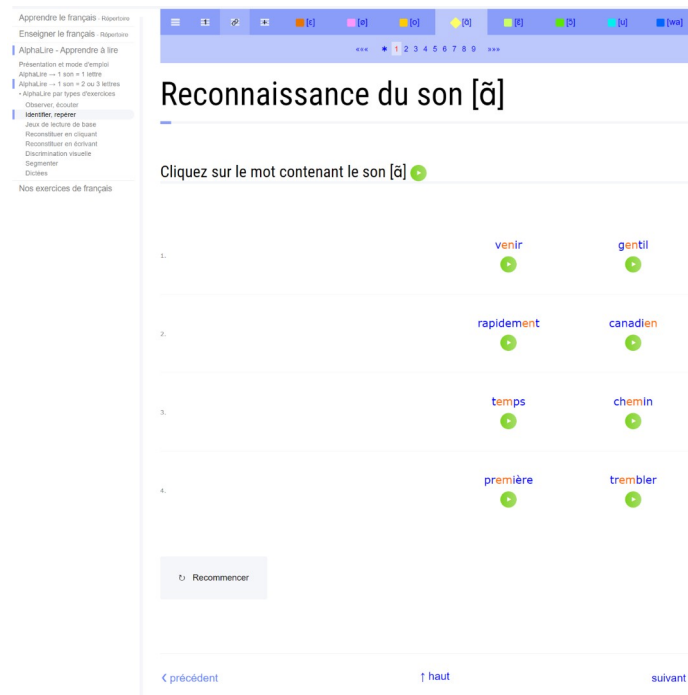 Apprendre le français - Répertoire
Enseigner le français - Répertoire
AlphaLire - Apprendre à lire
Présentation et mode d'emploi
AlphaLire → 1 son = 1 lettre
AlphaLire → 1 son = 2 ou 3 lettres
• AlphaLire par types d'exercices
Observer, écouter
Identifier, repérer
Jeux de lecture de base
Reconstituer en cliquant
Reconstituer en écrivant
Discrimination visuelle
Segmenter
Dictées
Nos exercices de français
[ɛ] [ø] [o] [ɑ̃] [ɛ̃] [ɔ̃] [u] [wa]
««« ✱ 1 2 3 4 5 6 7 8 9 »»»
Reconnaissance du son [ɑ̃]
Cliquez sur le mot contenant le son [ɑ̃]
1. venir gentil
2. rapidement canadien
3. temps chemin
4. première trembler
↻ Recommencer
❮ précédent ↑ haut suivant